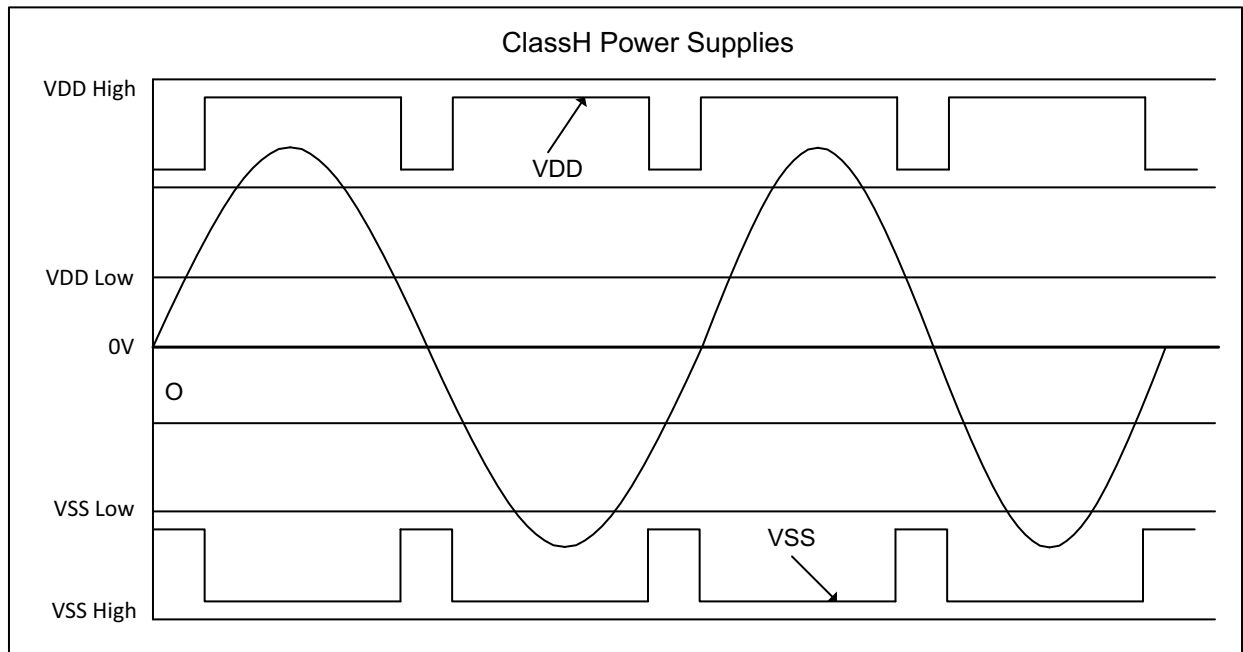 ClassH Power Supplies
VDD High
VDD
VDD Low
0V
O
VSS Low
VSS
VSS High